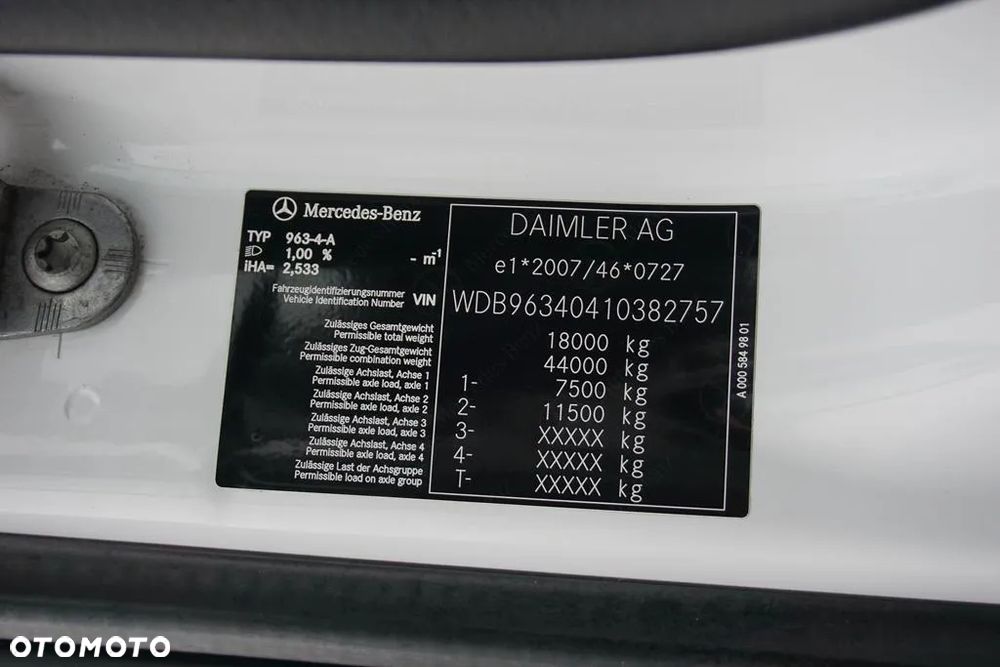 Mercedes-Benz
TYP 963-4-A
1,00 % - m-1
iHA= 2,533
Fahrzeugidentifizierungsnummer
Vehicle Identification Number VIN
Zulässiges Gesamtgewicht
Permissible total weight
Zulässiges Zug-Gesamtgewicht
Permissible combination weight
Zulässige Achslast, Achse 1
Permissible axle load, axle 1
Zulässige Achslast, Achse 2
Permissible axle load, axle 2
Zulässige Achslast, Achse 3
Permissible axle load, axle 3
Zulässige Achslast, Achse 4
Permissible axle load, axle 4
Zulässige Last der Achsgruppe
Permissible load on axle group
DAIMLER AG
e1*2007/46*0727
WDB96340410382757
18000 kg
44000 kg
1- 7500 kg
2- 11500 kg
3- XXXXX kg
4- XXXXX kg
T- XXXXX kg
A 000 584 98 01
OTOMOTO